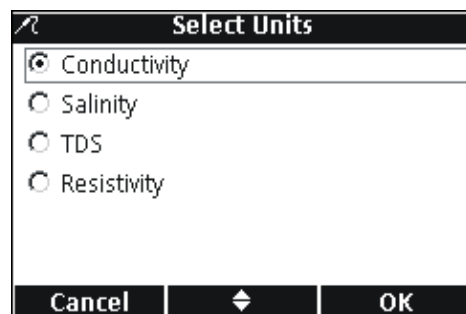 Select Units
Conductivity
Salinity
TDS
Resistivity
Cancel OK